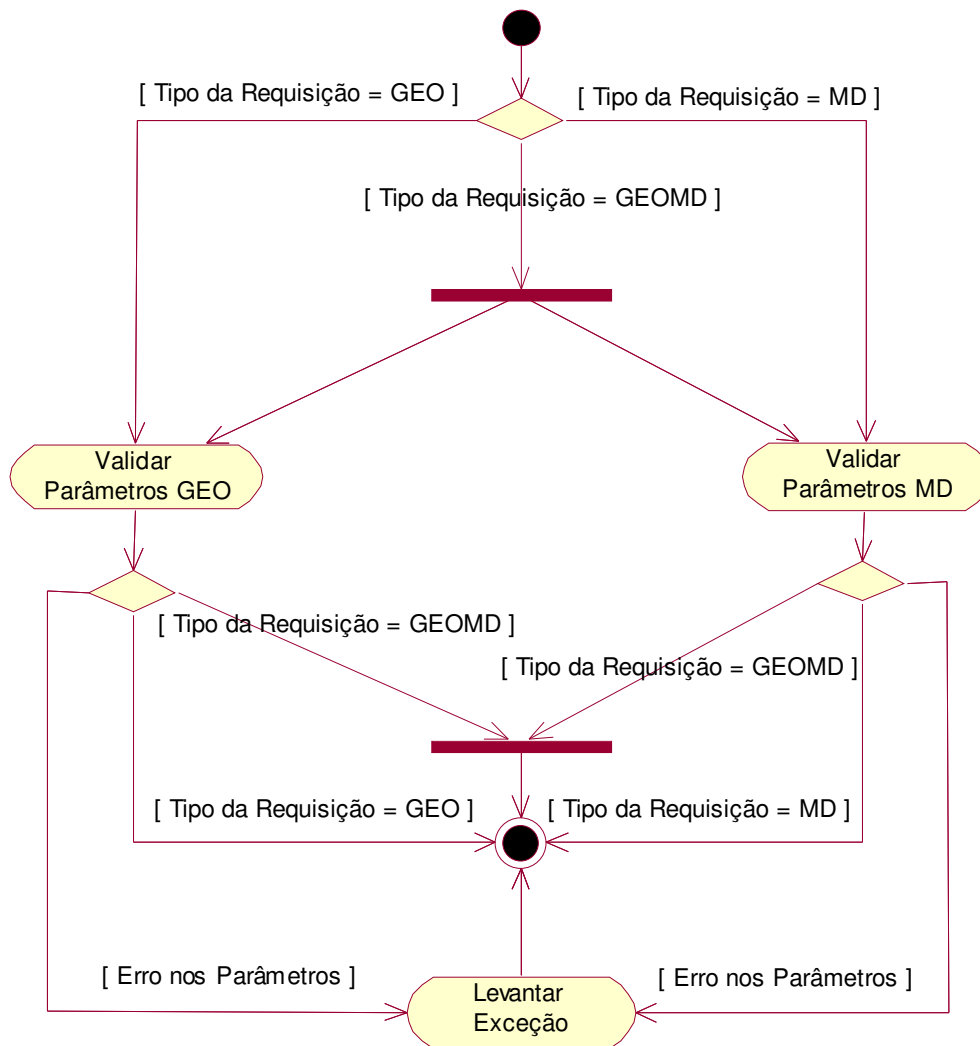 [ Tipo da Requisição = GEO ]
[ Tipo da Requisição = MD ]
[ Tipo da Requisição = GEOMD ]
Validar
Parâmetros GEO
Validar
Parâmetros MD
[ Tipo da Requisição = GEOMD ]
[ Tipo da Requisição = GEOMD ]
[ Tipo da Requisição = GEO ]
[ Tipo da Requisição = MD ]
[ Erro nos Parâmetros ]
[ Erro nos Parâmetros ]
Levantar
Exceção